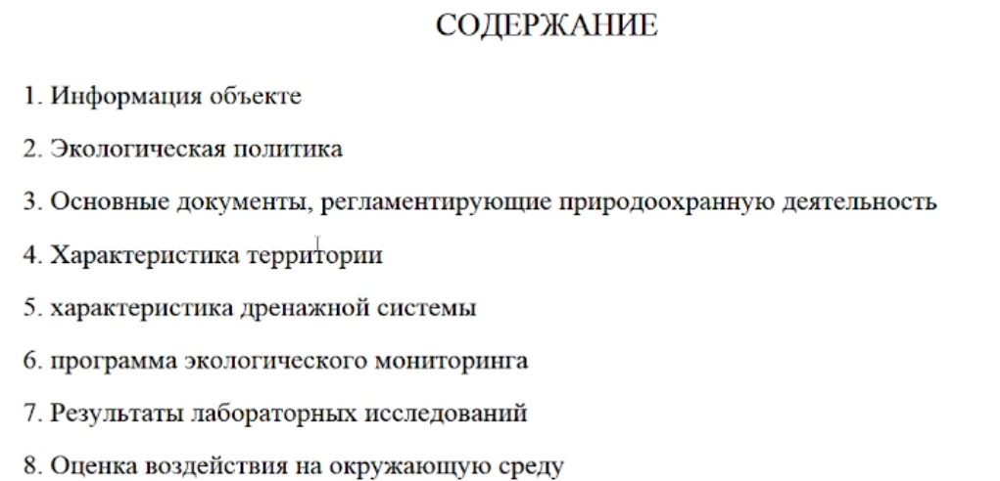 СОДЕРЖАНИЕ
1. Информация объекте
2. Экологическая политика
3. Основные документы, регламентирующие природоохранную деятельность
4. Характеристика территории
5. характеристика дренажной системы
6. программа экологического мониторинга
7. Результаты лабораторных исследований
8. Оценка воздействия на окружающую среду